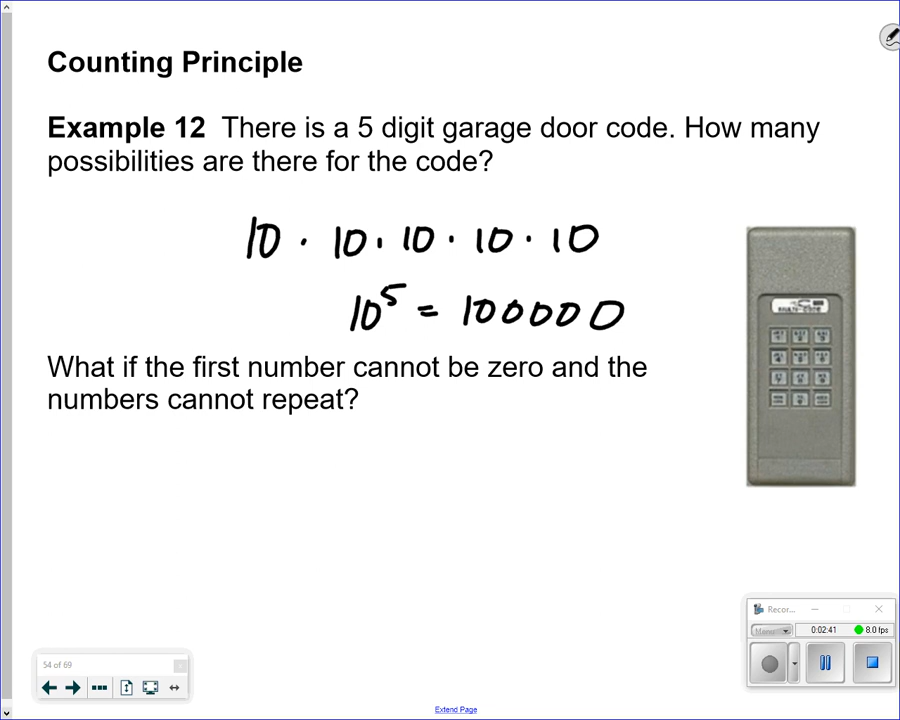 Counting Principle
Example 12 There is a 5 digit garage door code. How many
possibilities are there for the code?
10 · 10 · 10 · 10 · 10
10⁵ = 100000
What if the first number cannot be zero and the
numbers cannot repeat?
Recor...
0:02:41 8.0 fps
54 of 69
Extend Page